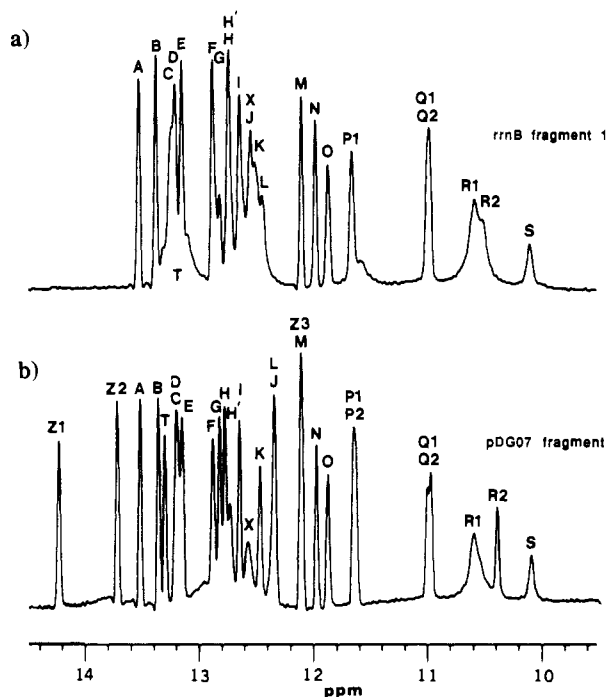 a)
A B C D E T F G H' H I X J K L M N O P1 Q1 Q2 R1 R2 S
rrnB fragment 1
b)
Z1 Z2 A B T D C E F G H H' I X K L J Z3 M N O P1 P2 Q1 Q2 R1 R2 S
pDG07 fragment
14 13 12 11 10
ppm